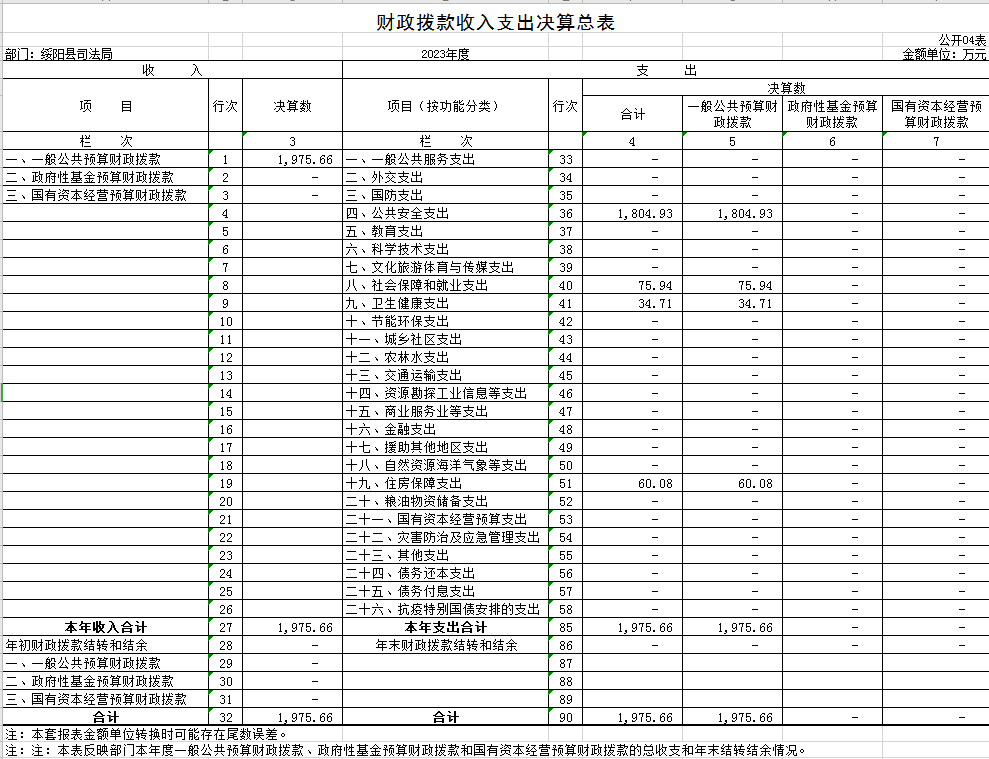 财政拨款收入支出决算总表
公开04表
部门：绥阳县司法局 2023年度 金额单位：万元
收 入 支 出
项 目 行次 决算数 项目（按功能分类） 行次 决算数
合计 一般公共预算财政拨款 政府性基金预算财政拨款 国有资本经营预算财政拨款
栏 次 3 栏 次 4 5 6 7
一、一般公共预算财政拨款 1 1,975.66 一、一般公共服务支出 33 - - - -
二、政府性基金预算财政拨款 2 - 二、外交支出 34 - - - -
三、国有资本经营预算财政拨款 3 - 三、国防支出 35 - - - -
4 四、公共安全支出 36 1,804.93 1,804.93 - -
5 五、教育支出 37 - - - -
6 六、科学技术支出 38 - - - -
7 七、文化旅游体育与传媒支出 39 - - - -
8 八、社会保障和就业支出 40 75.94 75.94 - -
9 九、卫生健康支出 41 34.71 34.71 - -
10 十、节能环保支出 42 - - - -
11 十一、城乡社区支出 43 - - - -
12 十二、农林水支出 44 - - - -
13 十三、交通运输支出 45 - - - -
14 十四、资源勘探工业信息等支出 46 - - - -
15 十五、商业服务业等支出 47 - - - -
16 十六、金融支出 48 - - - -
17 十七、援助其他地区支出 49 - - - -
18 十八、自然资源海洋气象等支出 50 - - - -
19 十九、住房保障支出 51 60.08 60.08 - -
20 二十、粮油物资储备支出 52 - - - -
21 二十一、国有资本经营预算支出 53 - - - -
22 二十二、灾害防治及应急管理支出 54 - - - -
23 二十三、其他支出 55 - - - -
24 二十四、债务还本支出 56 - - - -
25 二十五、债务付息支出 57 - - - -
26 二十六、抗疫特别国债安排的支出 58 - - - -
本年收入合计 27 1,975.66 本年支出合计 85 1,975.66 1,975.66 - -
年初财政拨款结转和结余 28 - 年末财政拨款结转和结余 86 - - - -
一、一般公共预算财政拨款 29 - 87
二、政府性基金预算财政拨款 30 - 88
三、国有资本经营预算财政拨款 31 - 89
合计 32 1,975.66 合计 90 1,975.66 1,975.66 - -
注：本套报表金额单位转换时可能存在尾数误差。
注：注：本表反映部门本年度一般公共预算财政拨款、政府性基金预算财政拨款和国有资本经营预算财政拨款的总收支和年末结转结余情况。